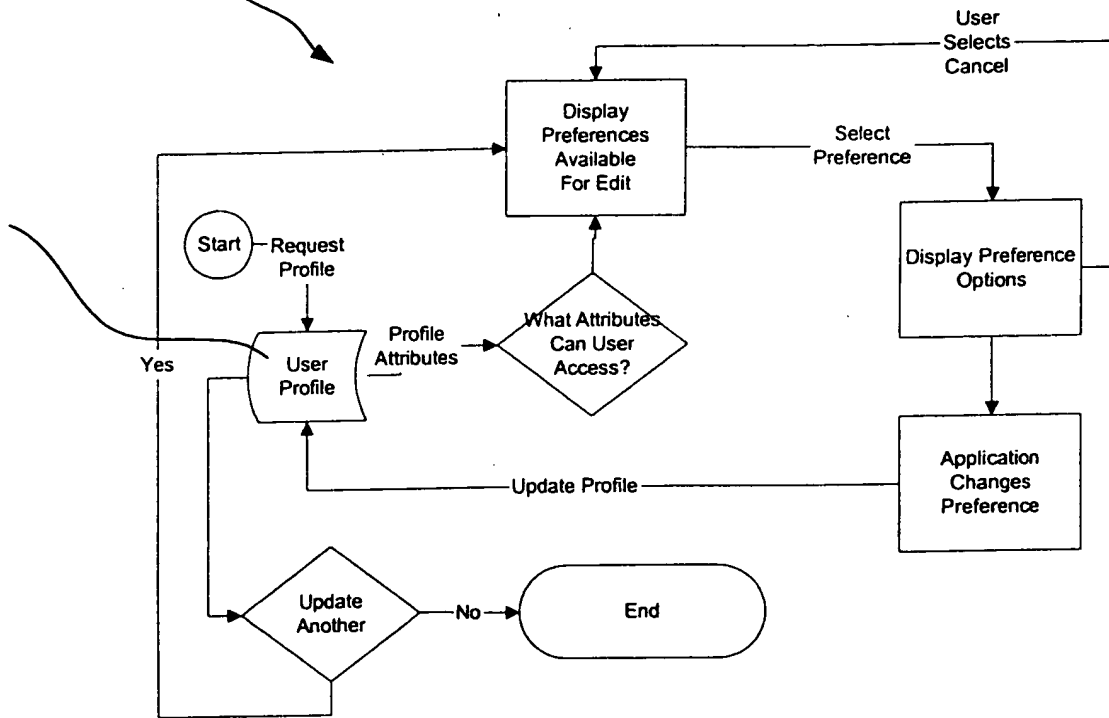 User
Selects
Cancel
Display
Preferences
Available
For Edit
Select
Preference
Start
Request
Profile
Display Preference
Options
What Attributes
Can User
Access?
Profile
Attributes
User
Profile
Yes
Application
Changes
Preference
Update Profile
Update
Another
No
End